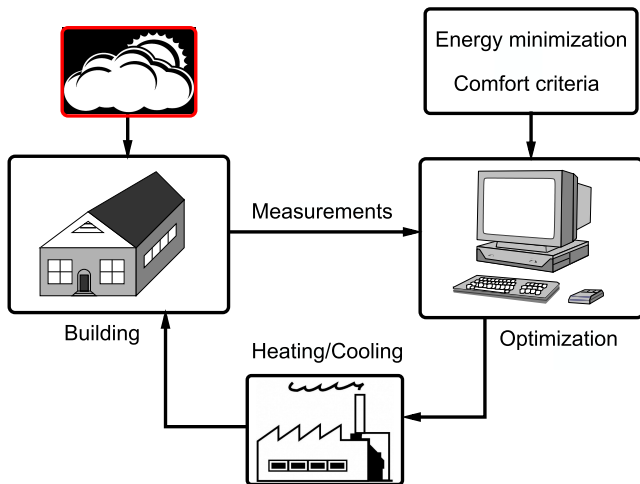 Energy minimization
Comfort criteria
Measurements
Building
Optimization
Heating/Cooling